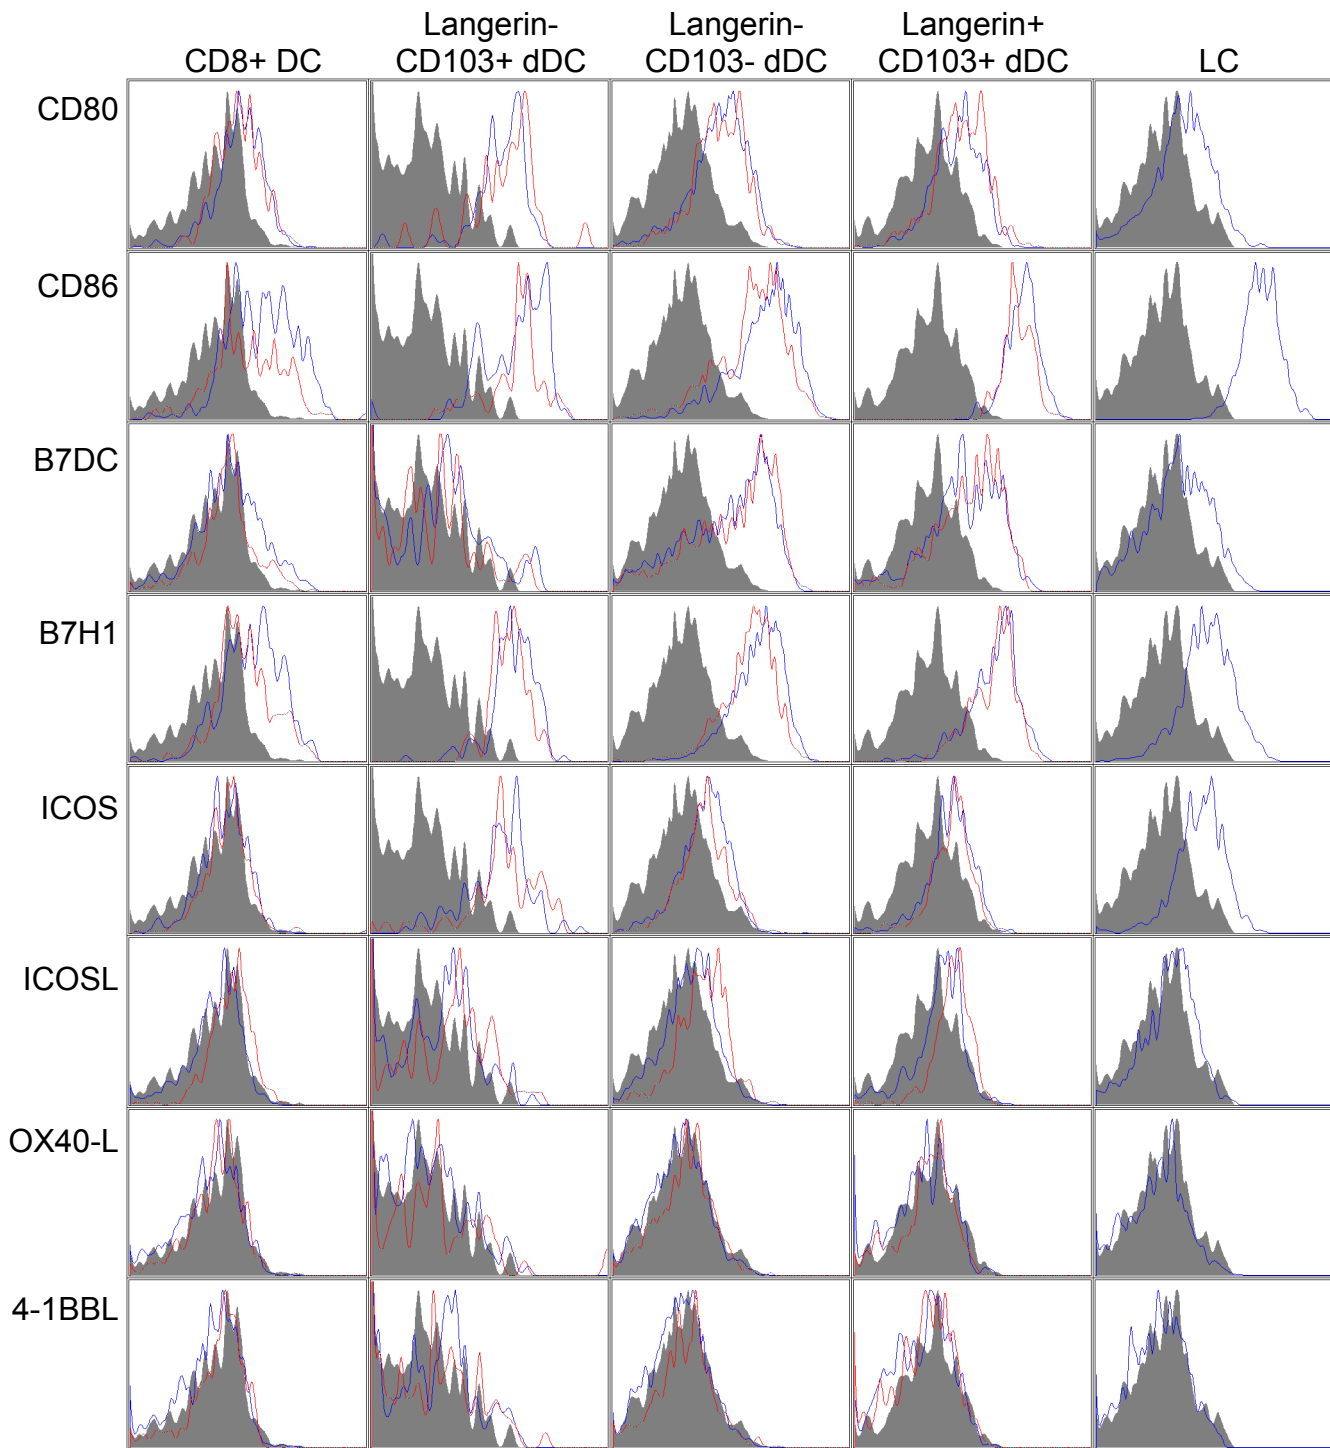 CD8+ DC
Langerin-
CD103+ dDC
Langerin-
CD103- dDC
Langerin+
CD103+ dDC
LC
CD80
CD86
B7DC
B7H1
ICOS
ICOSL
OX40-L
4-1BBL